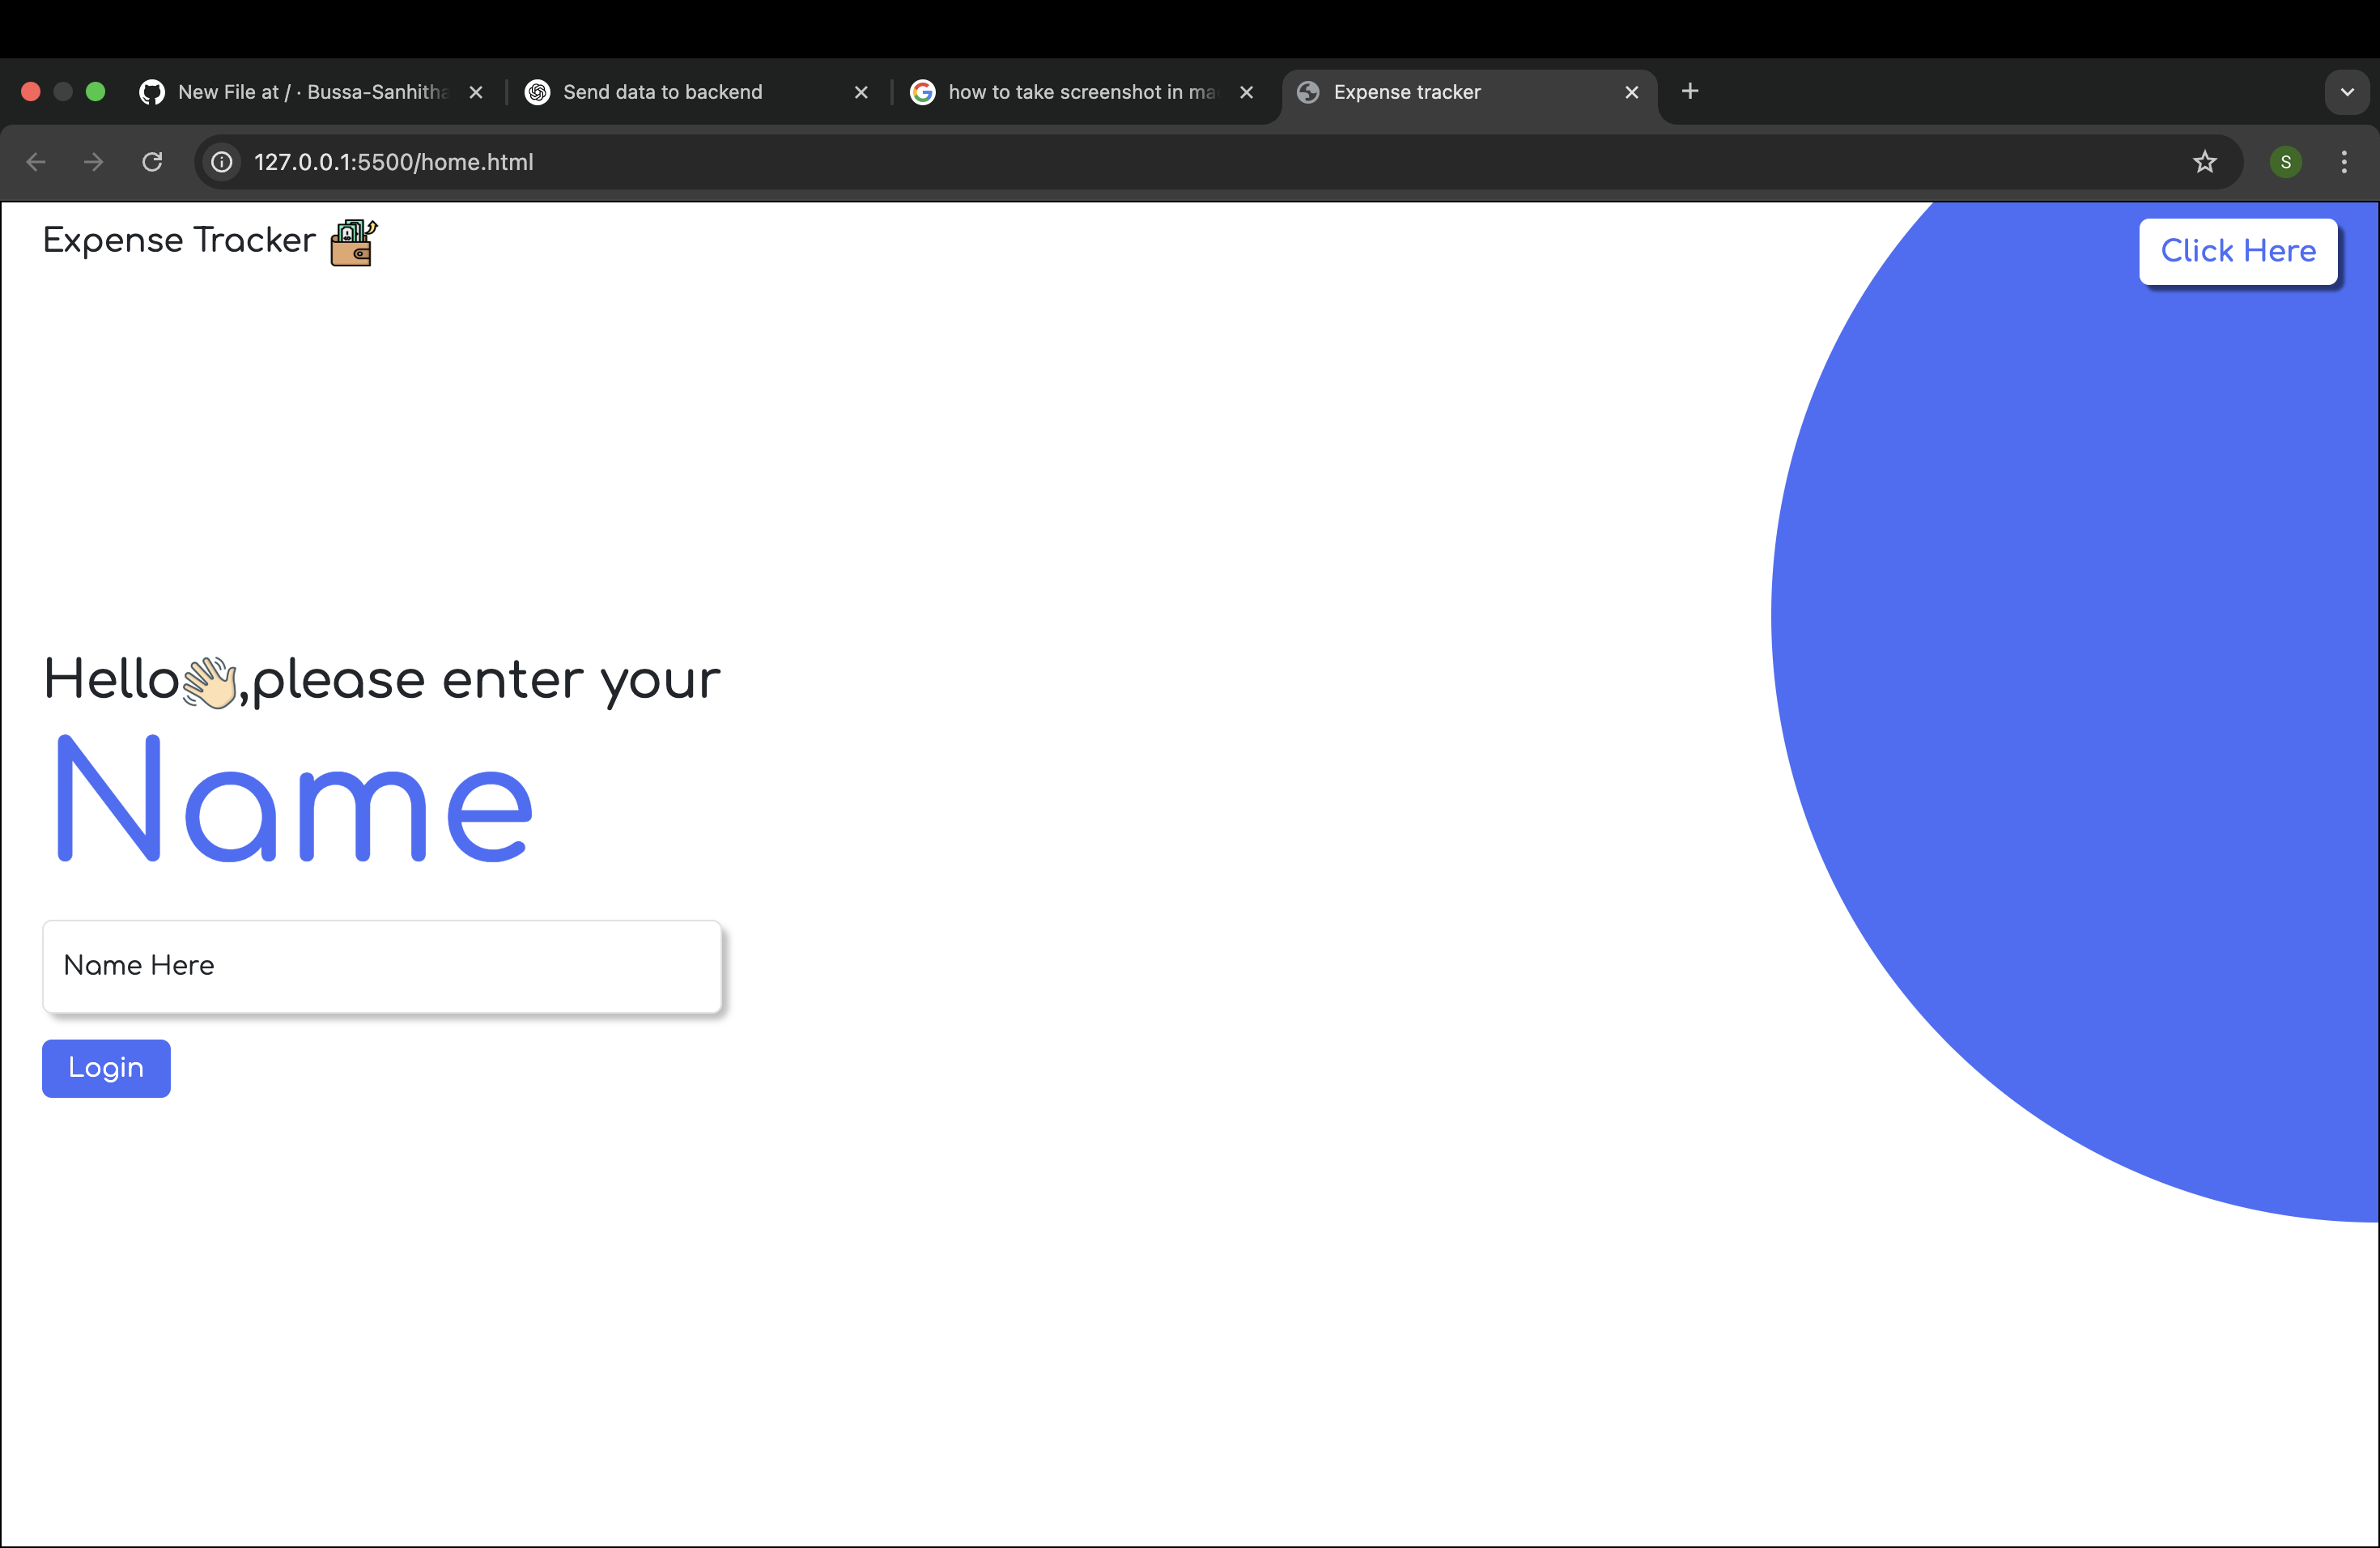 New File at / · Bussa-Sanhitha
Send data to backend
how to take screenshot in ma
Expense tracker
127.0.0.1:5500/home.html
S
Expense Tracker
Click Here
Hello👋,please enter your
Name
Name Here
Login